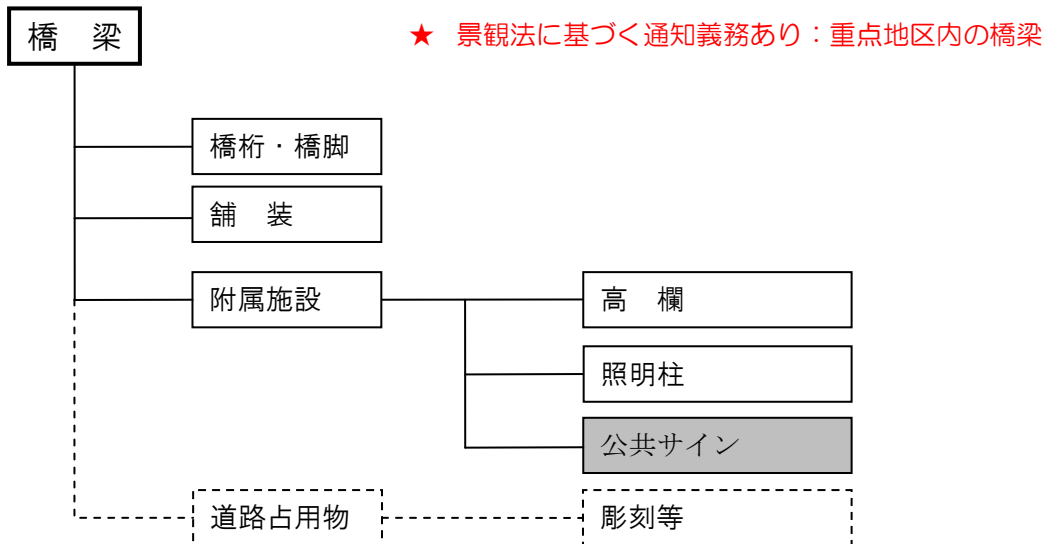 橋　梁
★　景観法に基づく通知義務あり：重点地区内の橋梁
橋桁・橋脚
舗　装
附属施設
高　欄
照明柱
公共サイン
道路占用物
彫刻等